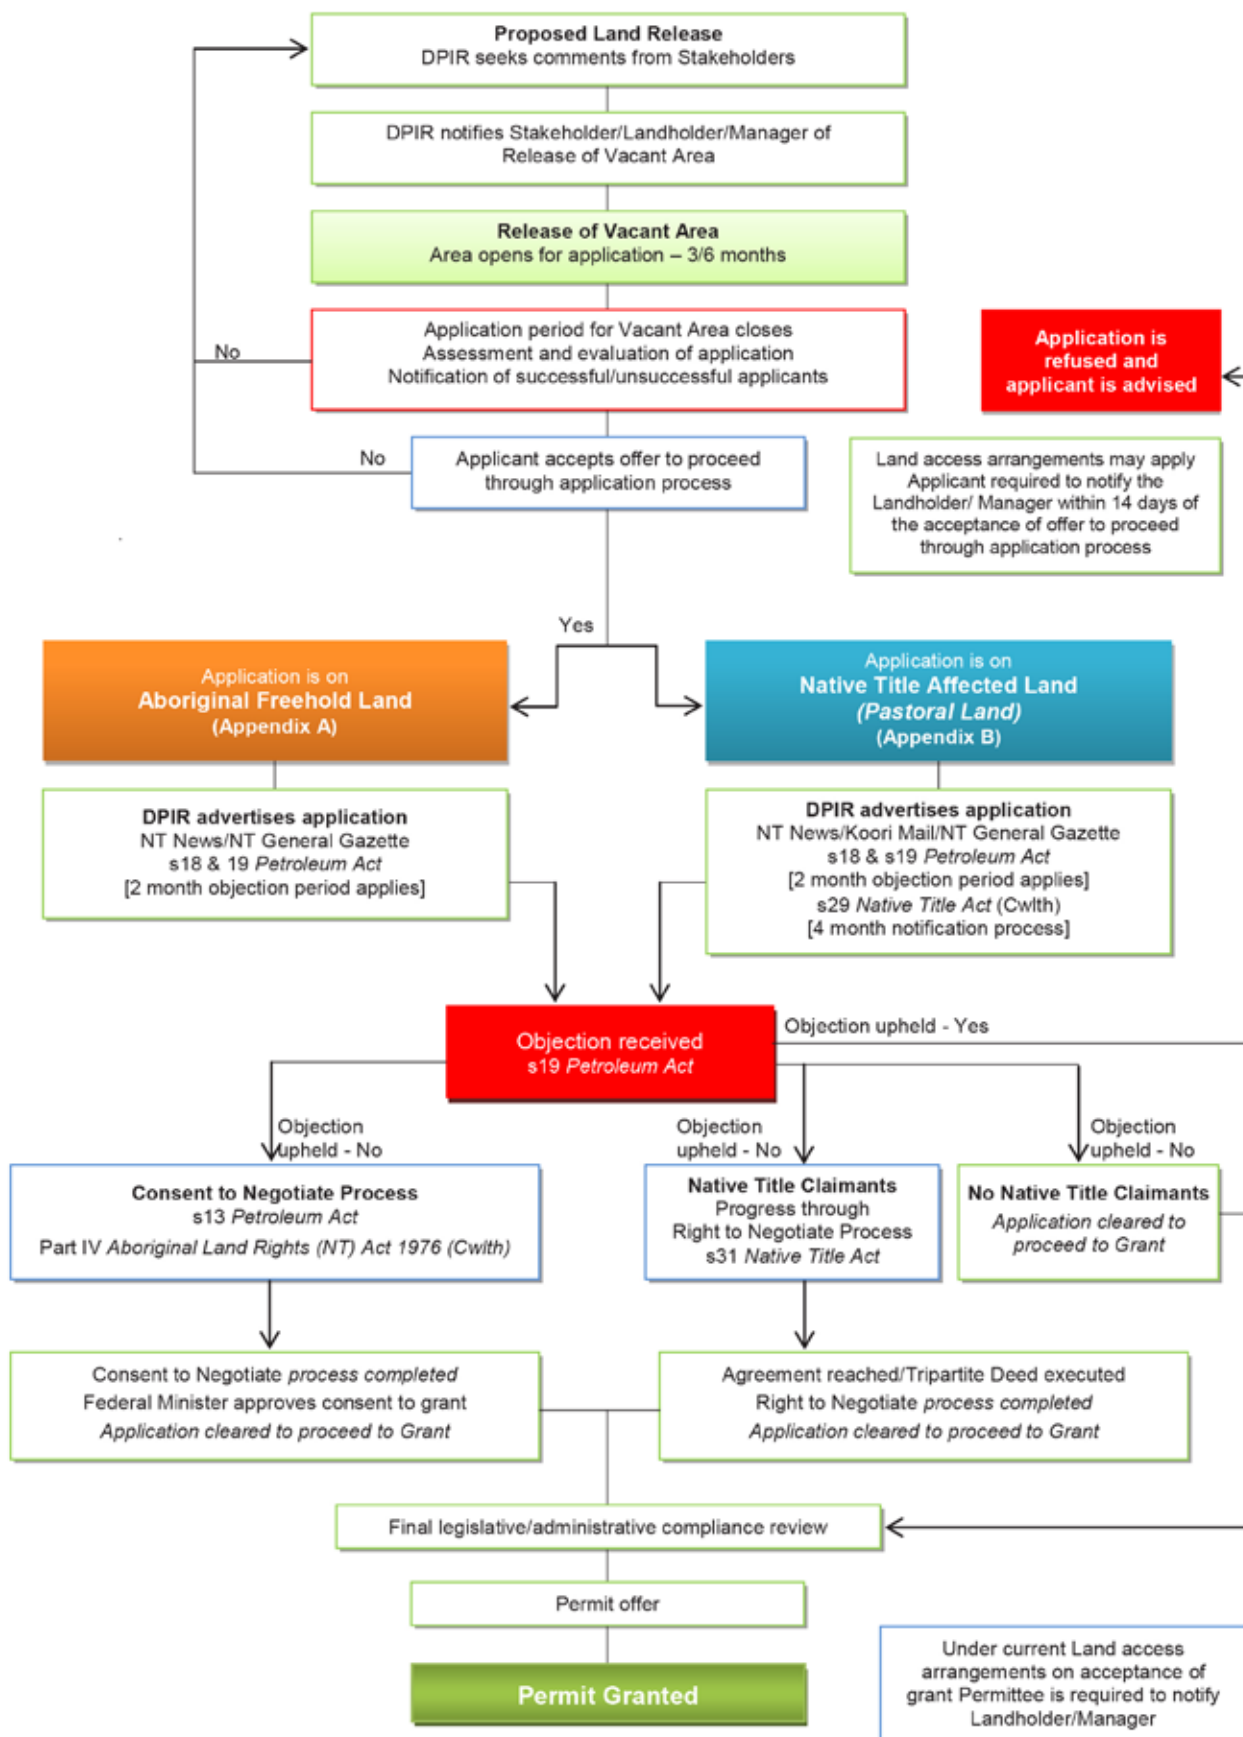 Proposed Land Release
DPIR seeks comments from Stakeholders
DPIR notifies Stakeholder/Landholder/Manager of
Release of Vacant Area
Release of Vacant Area
Area opens for application – 3/6 months
No
Application period for Vacant Area closes
Assessment and evaluation of application
Notification of successful/unsuccessful applicants
Application is
refused and
applicant is advised
No
Applicant accepts offer to proceed
through application process
Land access arrangements may apply
Applicant required to notify the
Landholder/ Manager within 14 days of
the acceptance of offer to proceed
through application process
Yes
Application is on
Aboriginal Freehold Land
(Appendix A)
Application is on
Native Title Affected Land
(Pastoral Land)
(Appendix B)
DPIR advertises application
NT News/NT General Gazette
s18 & 19 Petroleum Act
[2 month objection period applies]
DPIR advertises application
NT News/Koori Mail/NT General Gazette
s18 & s19 Petroleum Act
[2 month objection period applies]
s29 Native Title Act (Cwlth)
[4 month notification process]
Objection received
s19 Petroleum Act
Objection upheld - Yes
Objection
upheld - No
Objection
upheld - No
Objection
upheld - No
Consent to Negotiate Process
s13 Petroleum Act
Part IV Aboriginal Land Rights (NT) Act 1976 (Cwlth)
Native Title Claimants
Progress through
Right to Negotiate Process
s31 Native Title Act
No Native Title Claimants
Application cleared to
proceed to Grant
Consent to Negotiate process completed
Federal Minister approves consent to grant
Application cleared to proceed to Grant
Agreement reached/Tripartite Deed executed
Right to Negotiate process completed
Application cleared to proceed to Grant
Final legislative/administrative compliance review
Permit offer
Permit Granted
Under current Land access
arrangements on acceptance of
grant Permittee is required to notify
Landholder/Manager